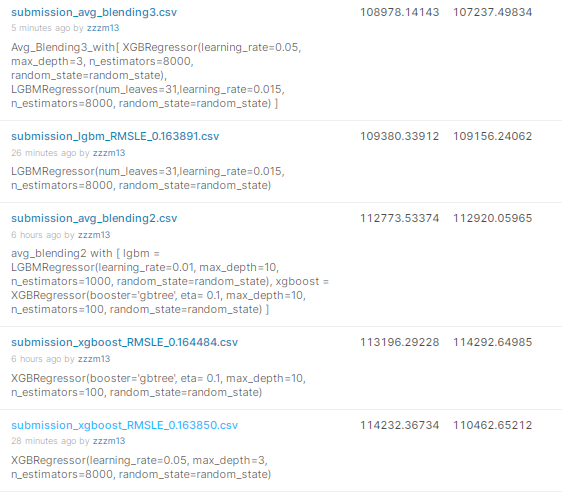 submission_avg_blending3.csv 108978.14143 107237.49834
5 minutes ago by zzzm13
Avg_Blending3_with[ XGBRegressor(learning_rate=0.05,
max_depth=3, n_estimators=8000,
random_state=random_state),
LGBMRegressor(num_leaves=31,learning_rate=0.015,
n_estimators=8000, random_state=random_state) ]
submission_lgbm_RMSLE_0.163891.csv 109380.33912 109156.24062
26 minutes ago by zzzm13
LGBMRegressor(num_leaves=31,learning_rate=0.015,
n_estimators=8000, random_state=random_state)
submission_avg_blending2.csv 112773.53374 112920.05965
6 hours ago by zzzm13
avg_blending2 with [ lgbm =
LGBMRegressor(learning_rate=0.01, max_depth=10,
n_estimators=1000, random_state=random_state), xgboost =
XGBRegressor(booster='gbtree', eta= 0.1, max_depth=10,
n_estimators=100, random_state=random_state) ]
submission_xgboost_RMSLE_0.164484.csv 113196.29228 114292.64985
6 hours ago by zzzm13
XGBRegressor(booster='gbtree', eta= 0.1, max_depth=10,
n_estimators=100, random_state=random_state)
submission_xgboost_RMSLE_0.163850.csv 114232.36734 110462.65212
28 minutes ago by zzzm13
XGBRegressor(learning_rate=0.05, max_depth=3,
n_estimators=8000, random_state=random_state)